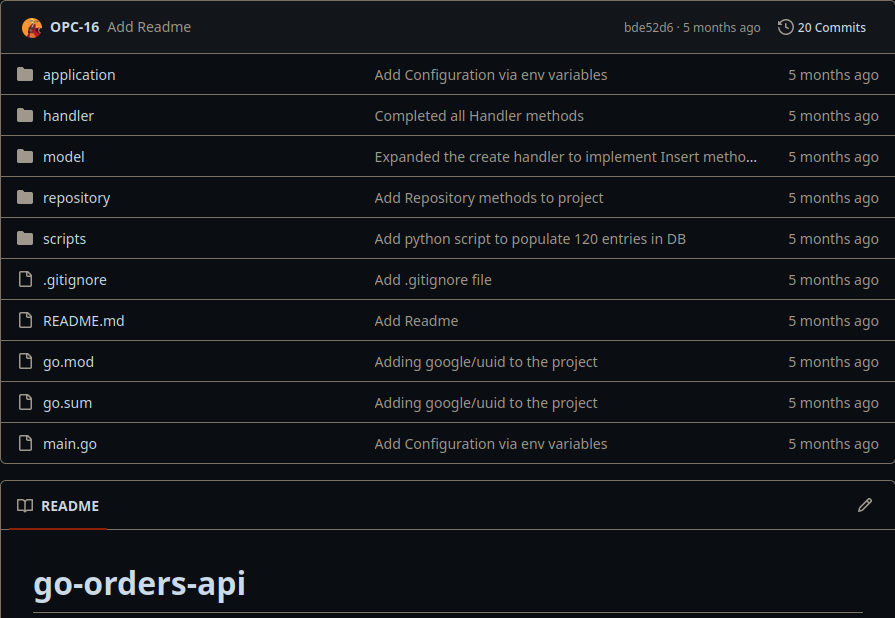 OPC-16 Add Readme bde52d6 · 5 months ago 20 Commits
application Add Configuration via env variables 5 months ago
handler Completed all Handler methods 5 months ago
model Expanded the create handler to implement Insert metho... 5 months ago
repository Add Repository methods to project 5 months ago
scripts Add python script to populate 120 entries in DB 5 months ago
.gitignore Add .gitignore file 5 months ago
README.md Add Readme 5 months ago
go.mod Adding google/uuid to the project 5 months ago
go.sum Adding google/uuid to the project 5 months ago
main.go Add Configuration via env variables 5 months ago
README
go-orders-api